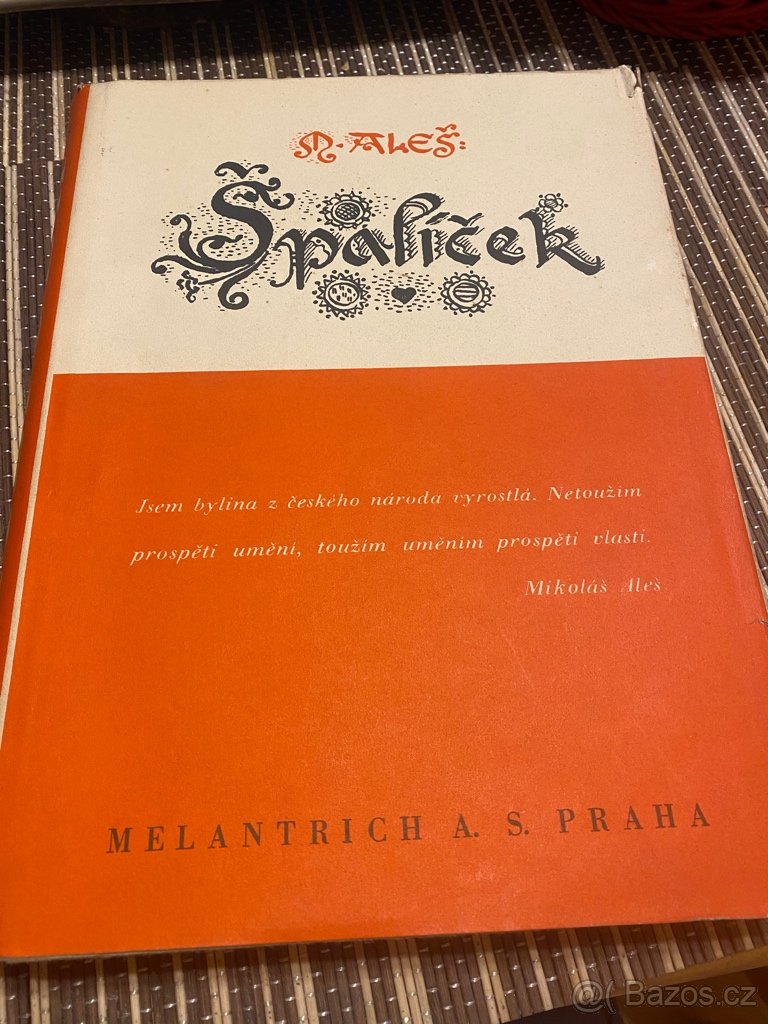 M. ALEŠ:
Špalíček
Jsem bylina z českého národa vyrostlá. Netoužím
prospěti umění, toužím uměním prospěti vlasti.
Mikoláš Aleš
MELANTRICH A. S. PRAHA
Bazoš.cz